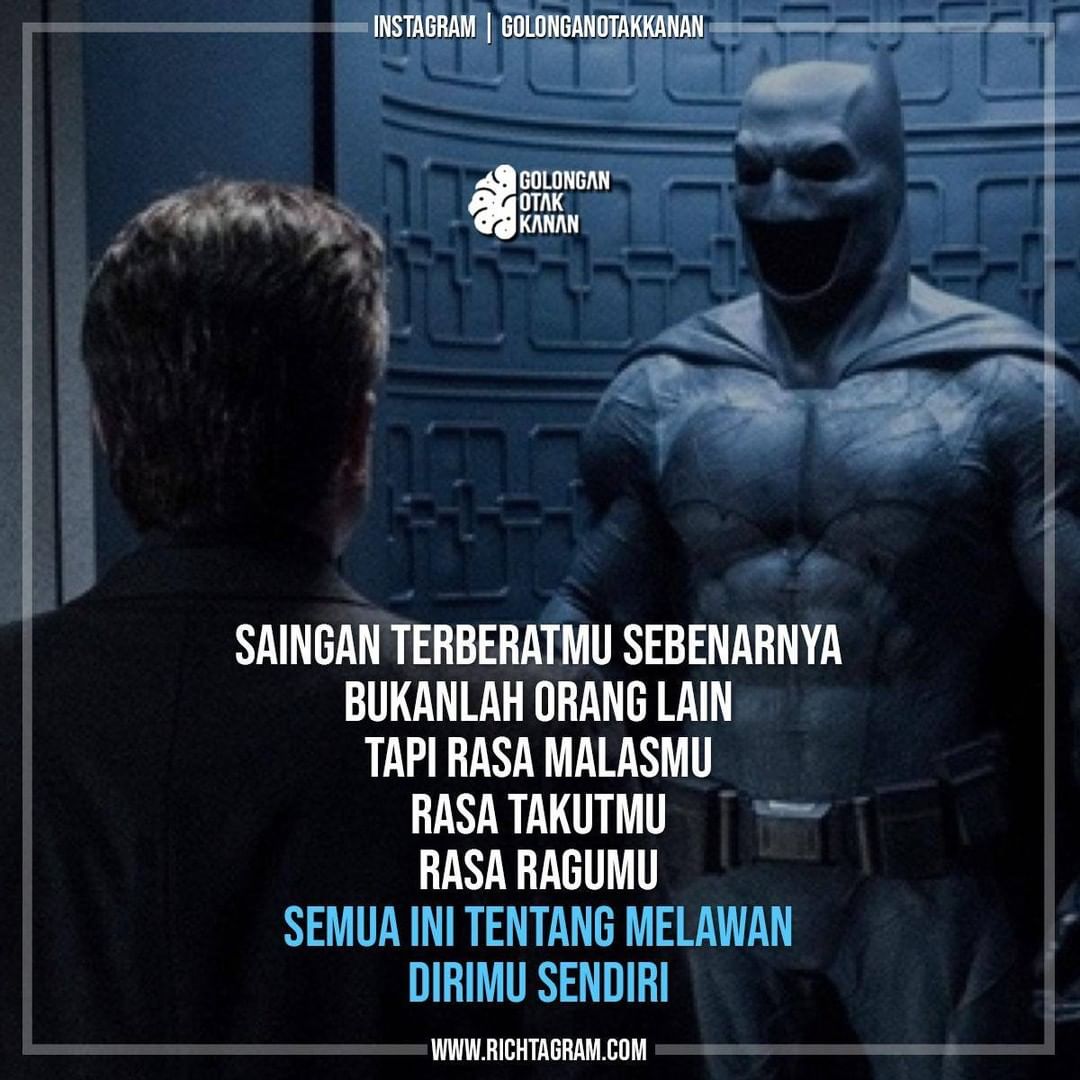 INSTAGRAM | GOLONGANOTAKKANAN
GOLONGAN
OTAK
KANAN
SAINGAN TERBERATMU SEBENARNYA
BUKANLAH ORANG LAIN
TAPI RASA MALASMU
RASA TAKUTMU
RASA RAGUMU
SEMUA INI TENTANG MELAWAN
DIRIMU SENDIRI
WWW.RICHTAGRAM.COM